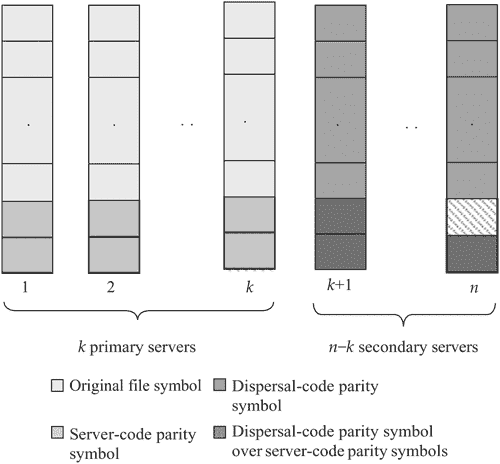 1 2 k k+1 n
k primary servers n−k secondary servers
Original file symbol Dispersal-code parity
symbol
Server-code parity Dispersal-code parity symbol
symbol over server-code parity symbols